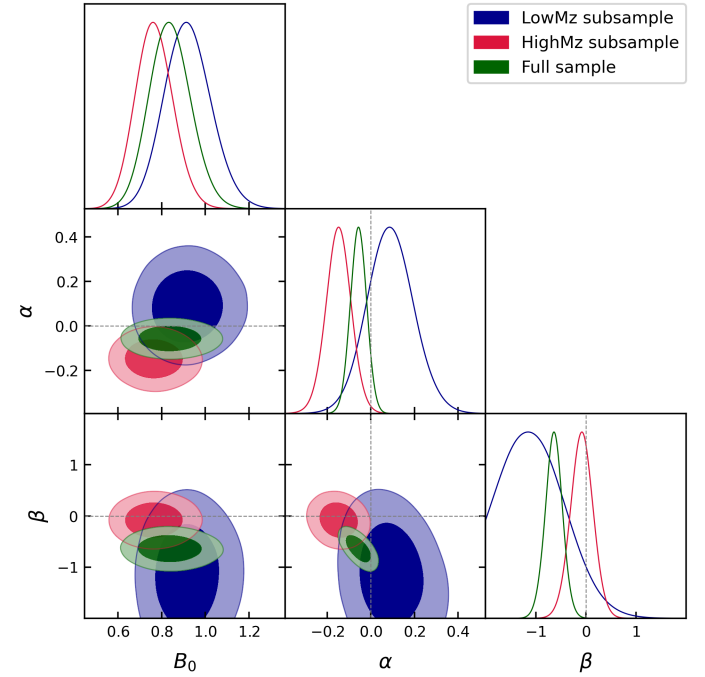 LowMz subsample
HighMz subsample
Full sample
0.4
0.2
0.0
−0.2
α
1
0
−1
β
0.6 0.8 1.0 1.2
−0.2 0.0 0.2 0.4
−1 0 1
B₀
α
β